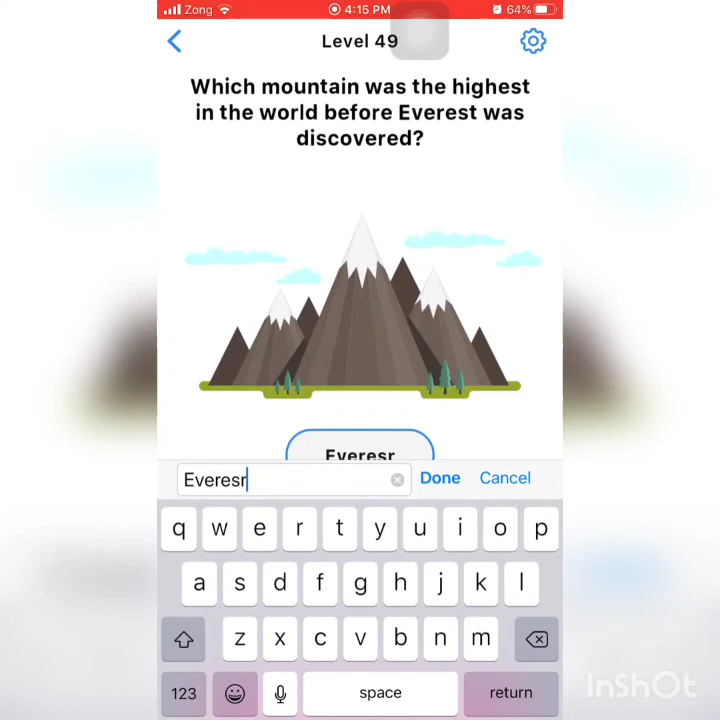 Zong 4:15 PM 64%
Level 49
Which mountain was the highest
in the world before Everest was
discovered?
Everesr
Everesr Done Cancel
q w e r t y u i o p
a s d f g h j k l
z x c v b n m
123 space return
InShOt